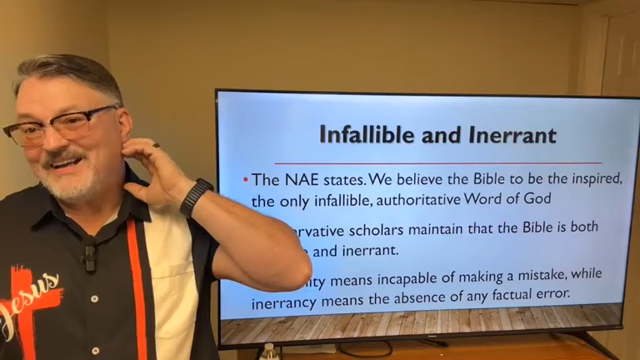 Infallible and Inerrant
• The NAE states. We believe the Bible to be the inspired,
the only infallible, authoritative Word of God
scholars maintain that the Bible is both
and inerrant.
means incapable of making a mistake, while
inerrancy means the absence of any factual error.
Jesus